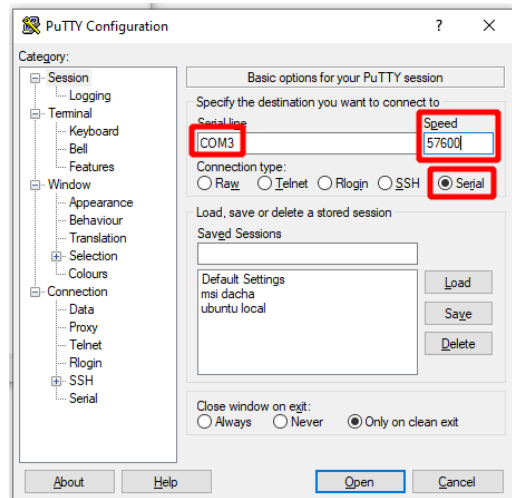 PuTTY Configuration
?
×
Category:
Session
Logging
Terminal
Keyboard
Bell
Features
Window
Appearance
Behaviour
Translation
Selection
Colours
Connection
Data
Proxy
Telnet
Rlogin
SSH
Serial
Basic options for your PuTTY session
Specify the destination you want to connect to
Serial line Speed
COM3 57600
Connection type:
Raw Telnet Rlogin SSH Serial
Load, save or delete a stored session
Saved Sessions
Default Settings
msi dacha
ubuntu local
Load
Save
Delete
Close window on exit:
Always Never Only on clean exit
About Help Open Cancel